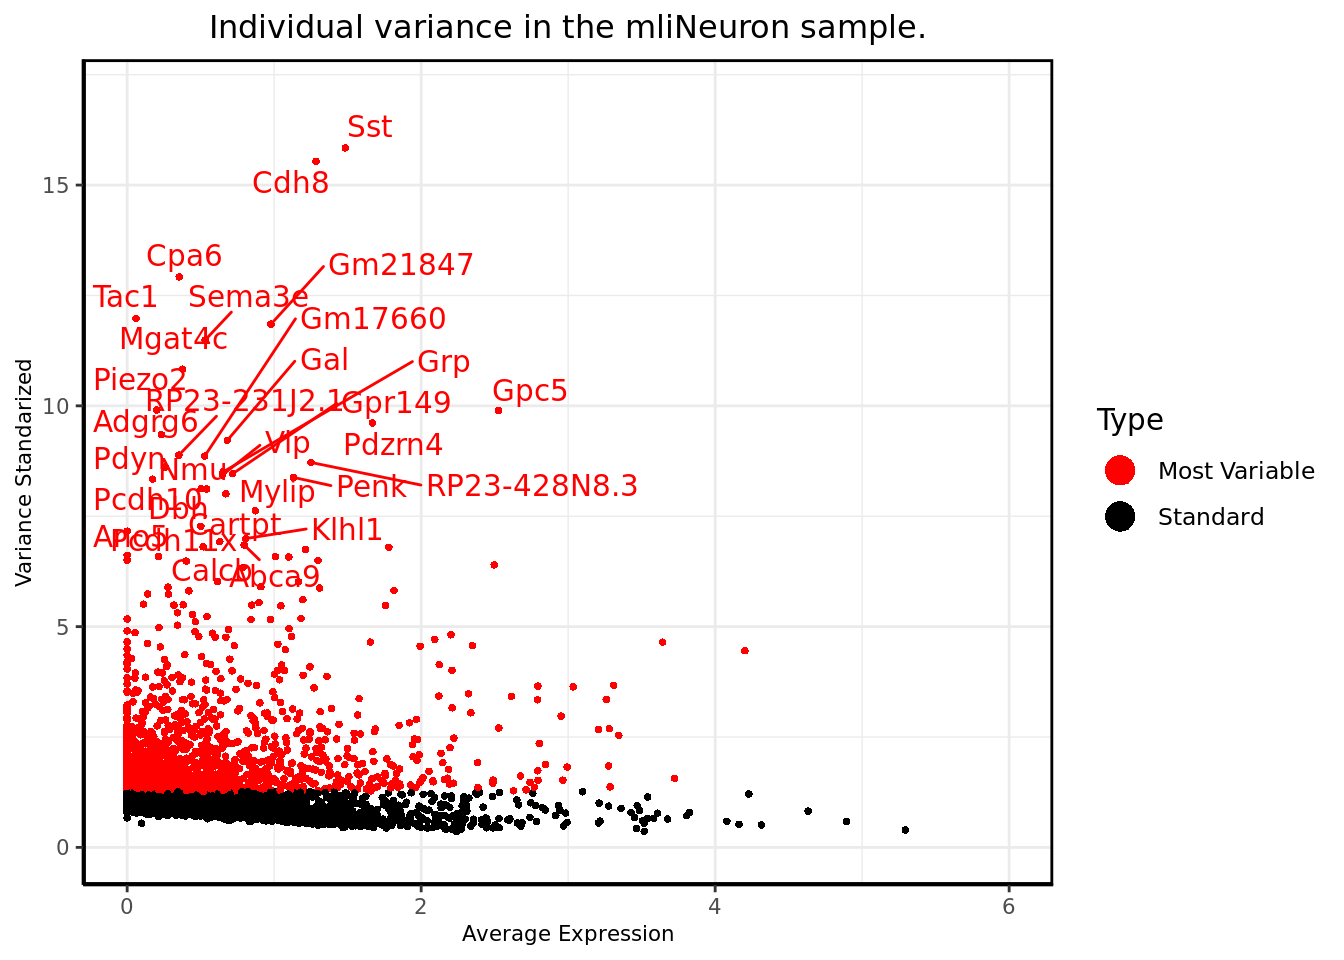 Individual variance in the mliNeuron sample.
Sst
Cdh8
Cpa6
Gm21847
Tac1
Sema3e
Gm17660
Mgat4c
Gal
Grp
Piezo2
Gpc5
RP23-231J2.1
Gpr149
Adgrg6
Vip
Pdzrn4
Pdyn
Nmu
Penk
RP23-428N8.3
Mylip
Pcdh10
Dbh
Cartpt
Klhl1
Pcdh11x
Calcb
Abca9
15
10
5
0
0
2
4
6
Variance Standarized
Average Expression
Type
Most Variable
Standard